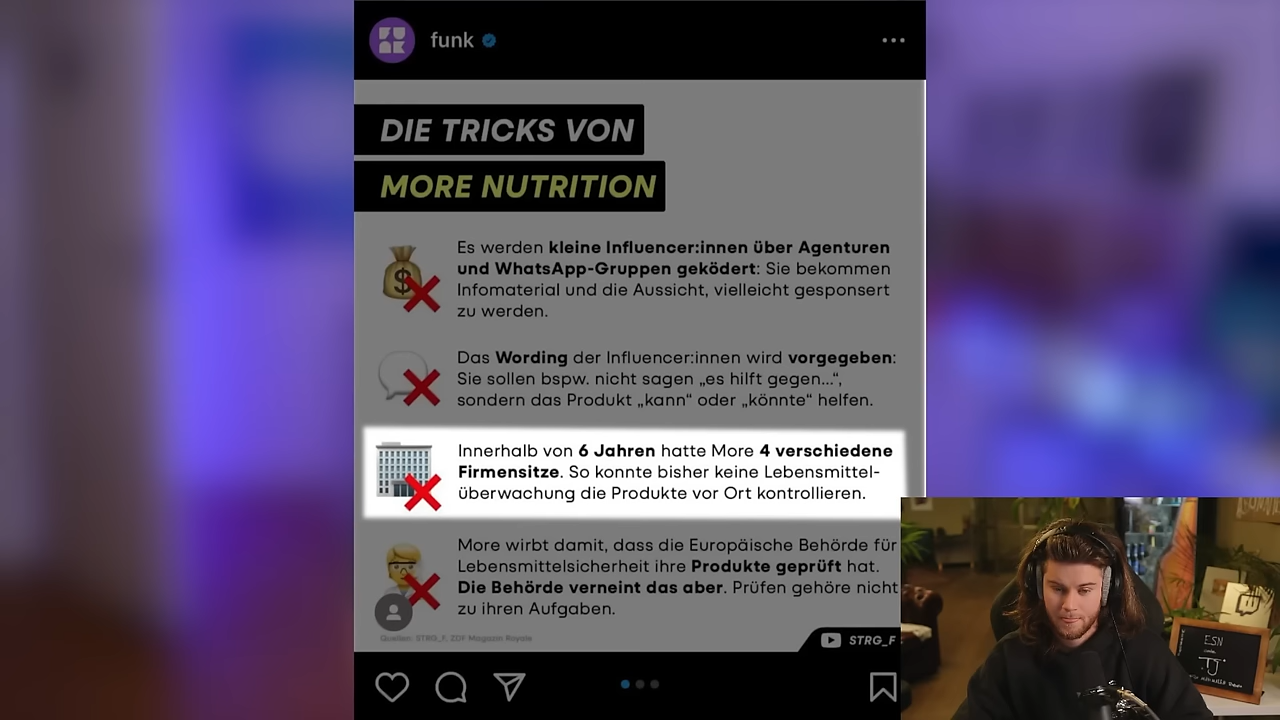 funk
DIE TRICKS VON
MORE NUTRITION
Es werden kleine Influencer:innen über Agenturen
und WhatsApp-Gruppen geködert: Sie bekommen
Infomaterial und die Aussicht, vielleicht gesponsert
zu werden.
Das Wording der Influencer:innen wird vorgegeben:
Sie sollen bspw. nicht sagen „es hilft gegen...“,
sondern das Produkt „kann“ oder „könnte“ helfen.
Innerhalb von 6 Jahren hatte More 4 verschiedene
Firmensitze. So konnte bisher keine Lebensmittel-
überwachung die Produkte vor Ort kontrollieren.
More wirbt damit, dass die Europäische Behörde für
Lebensmittelsicherheit ihre Produkte geprüft hat.
Die Behörde verneint das aber. Prüfen gehöre nicht
zu ihren Aufgaben.
Quellen: STRG_F, ZDF Magazin Royale
STRG_F
ESN
code
TJ